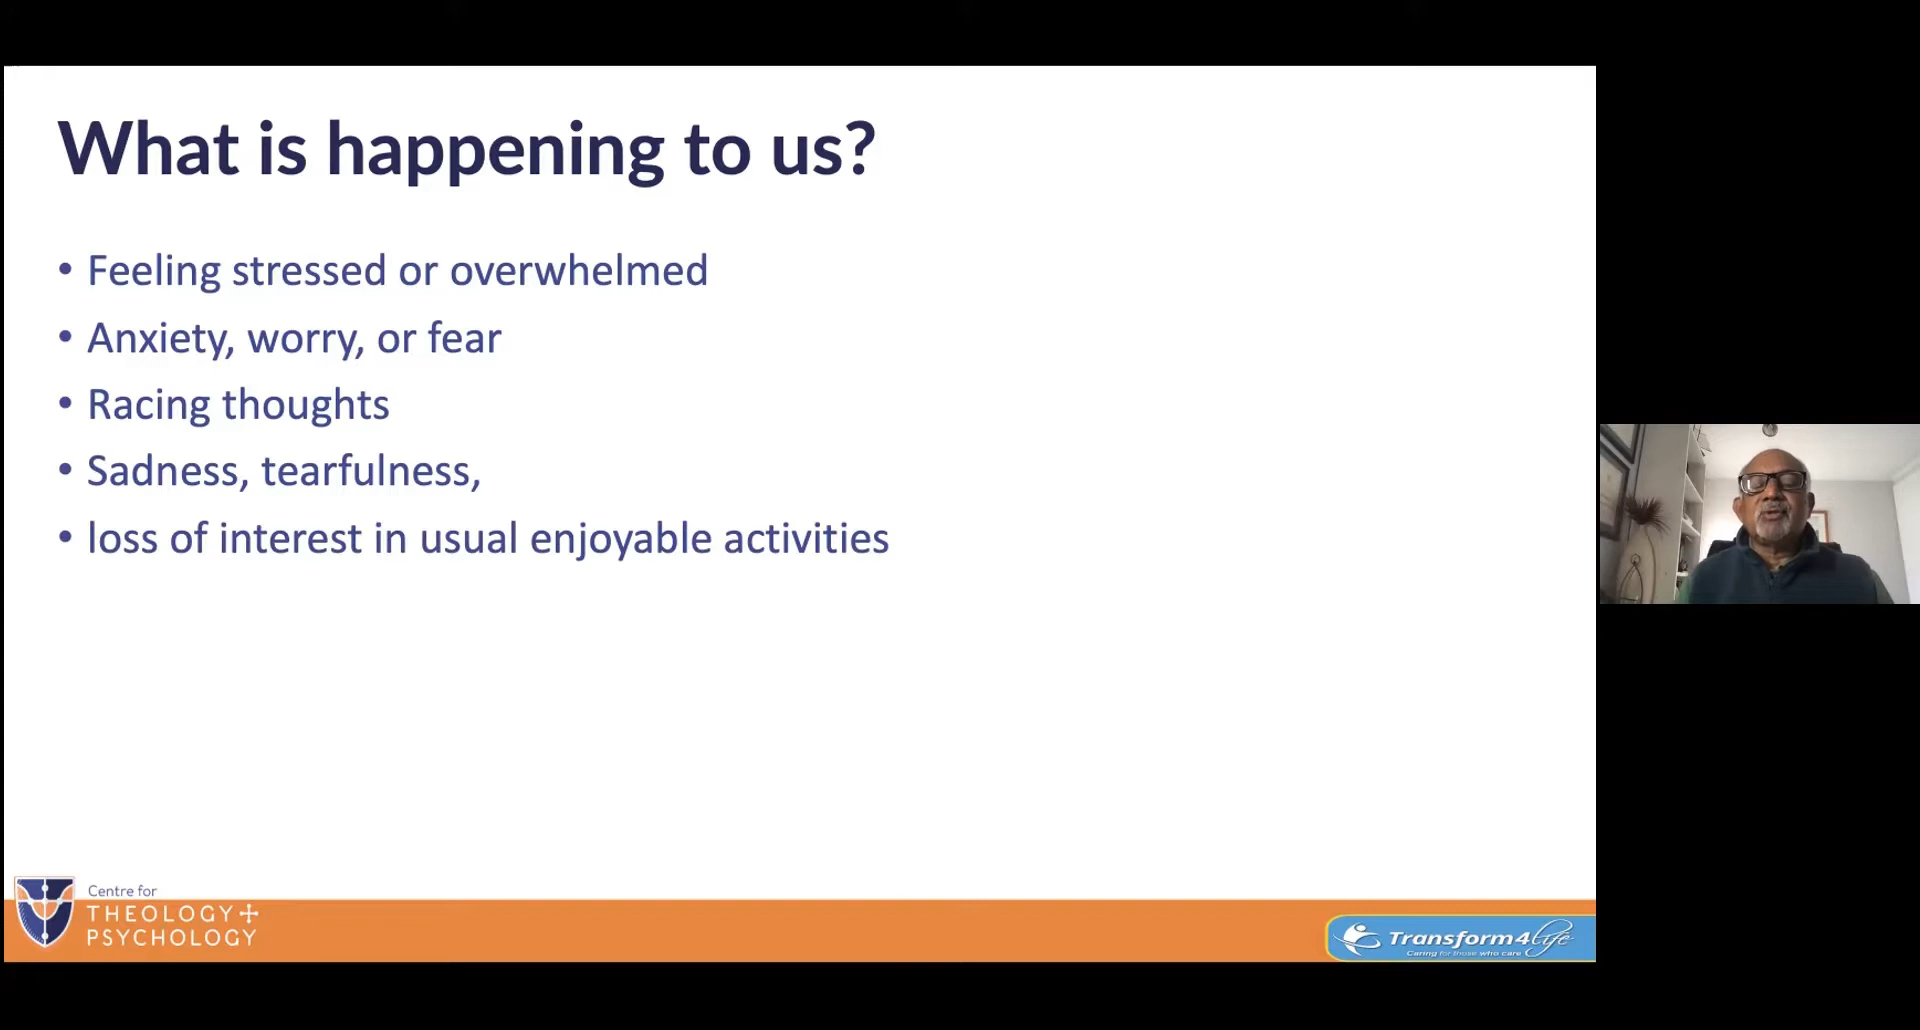 What is happening to us?
• Feeling stressed or overwhelmed
• Anxiety, worry, or fear
• Racing thoughts
• Sadness, tearfulness,
• loss of interest in usual enjoyable activities
Centre for
THEOLOGY+
PSYCHOLOGY
Transform4life
Caring for those who care